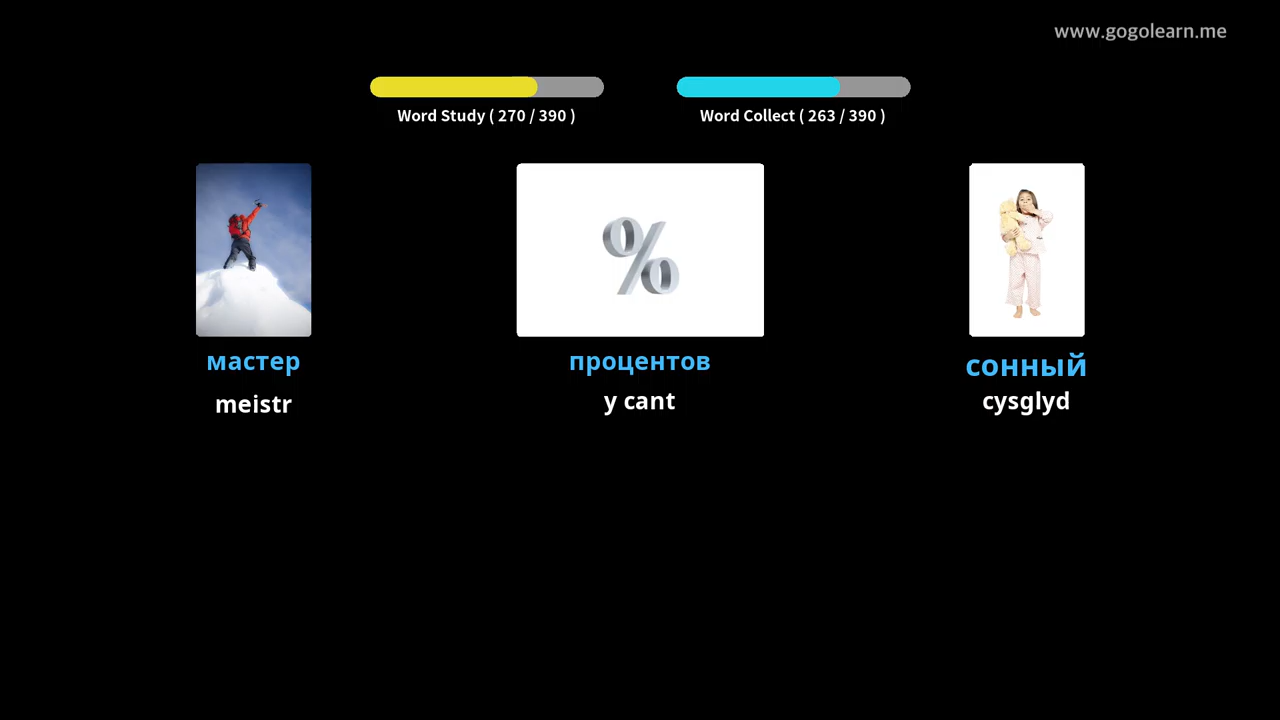 www.gogolearn.me
Word Study ( 270 / 390 )
Word Collect ( 263 / 390 )
%
мастер
процентов
сонный
meistr
y cant
cysglyd